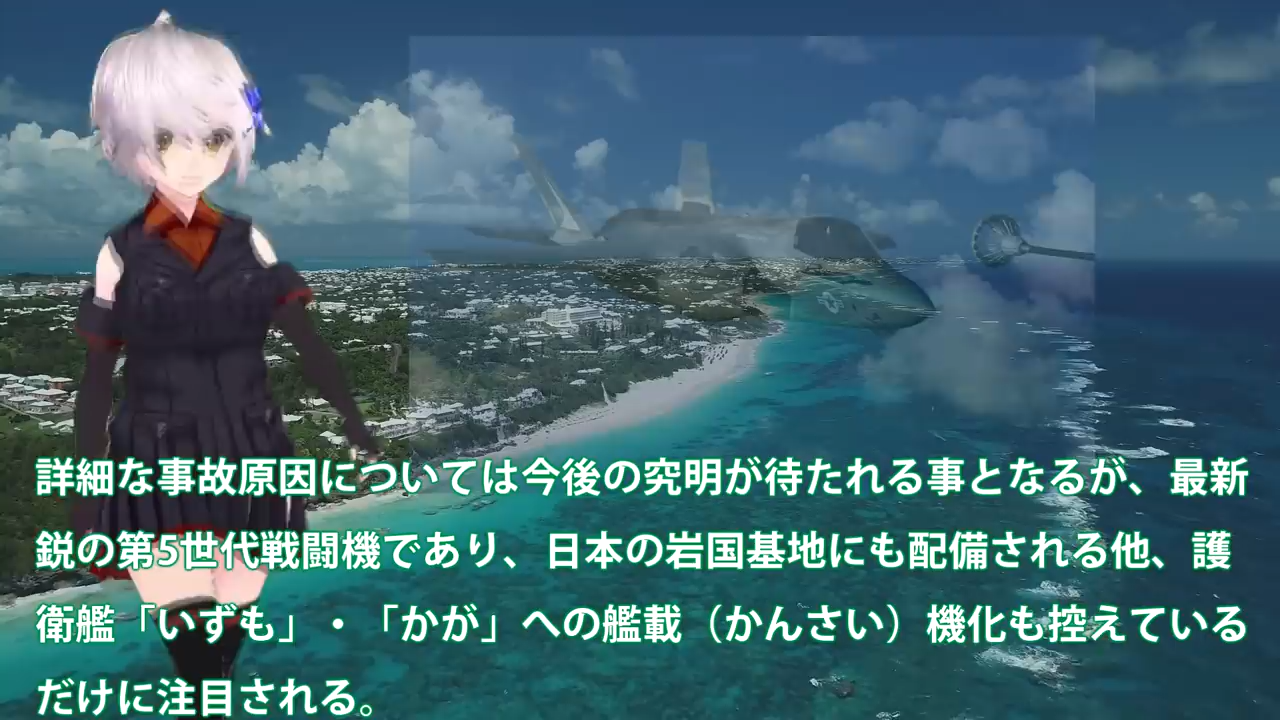 詳細な事故原因については今後の究明が待たれる事となるが、最新
鋭の第5世代戦闘機であり、日本の岩国基地にも配備される他、護
衛艦「いずも」・「かが」への艦載（かんさい）機化も控えている
だけに注目される。